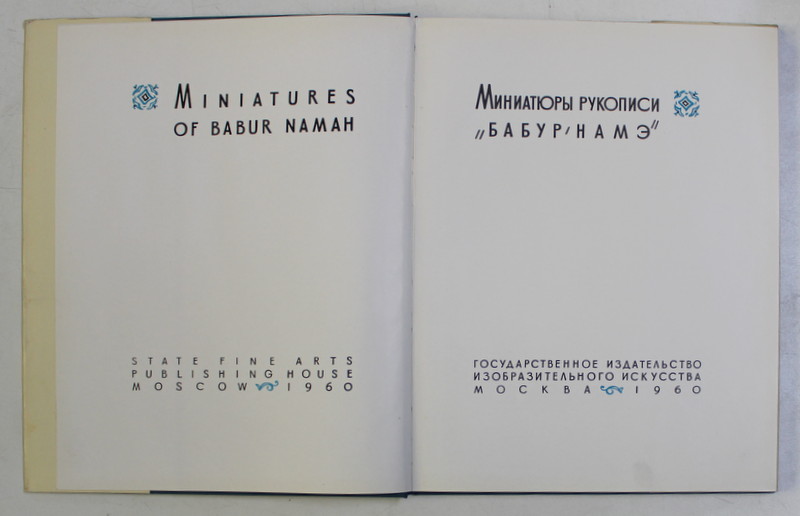 MINIATURES
OF BABUR NAMAH
STATE FINE ARTS
PUBLISHING HOUSE
MOSCOW 1960
МИНИАТЮРЫ РУКОПИСИ
„БАБУР-НАМЭ"
ГОСУДАРСТВЕННОЕ ИЗДАТЕЛЬСТВО
ИЗОБРАЗИТЕЛЬНОГО ИСКУССТВА
МОСКВА 1960